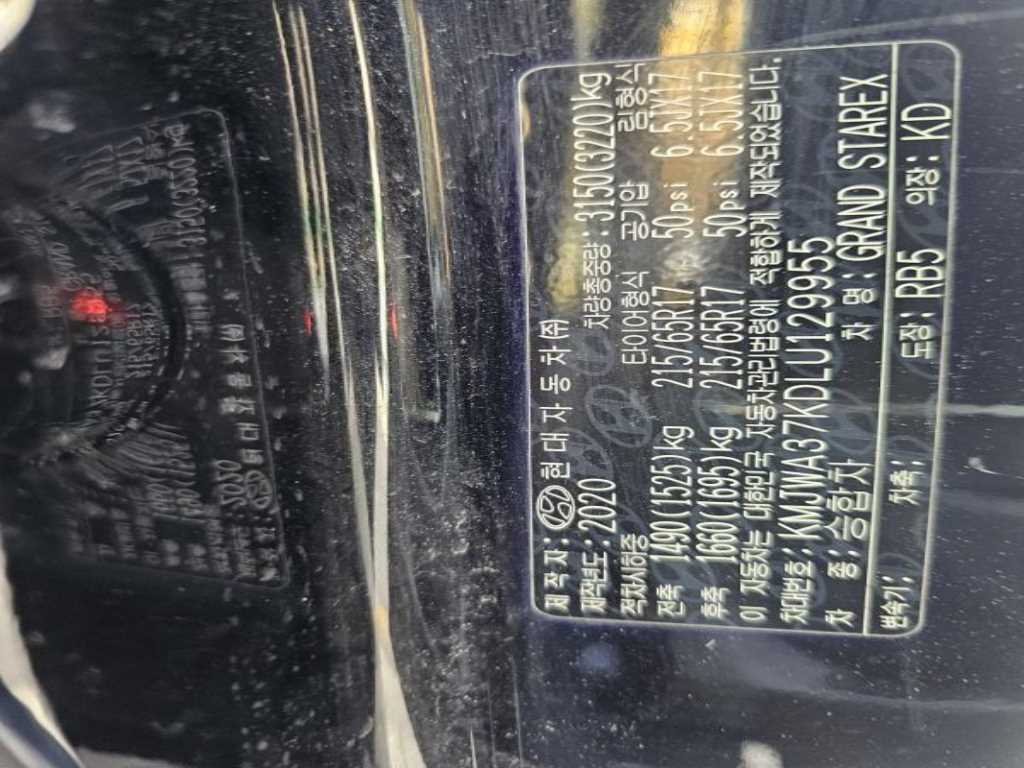 제 작 자: 현 대 자 동 차 (주)
제작년도: 2020 차량총중량: 3150(3220)kg
적차시하중 타이어형식 공기압 림형식
전축 1490(1525)kg 215/65R17 50psi 6.5JX17
후축 1660(1695)kg 215/65R17 50psi 6.5JX17
이 자동차는 대한민국 자동차관리법령에 적합하게 제작되었습니다.
차대번호: KMJWA37KDLU129955
차 종: 승합차 차 명: GRAND STAREX
변속기: 차축: 도장: RB5 의장: KD